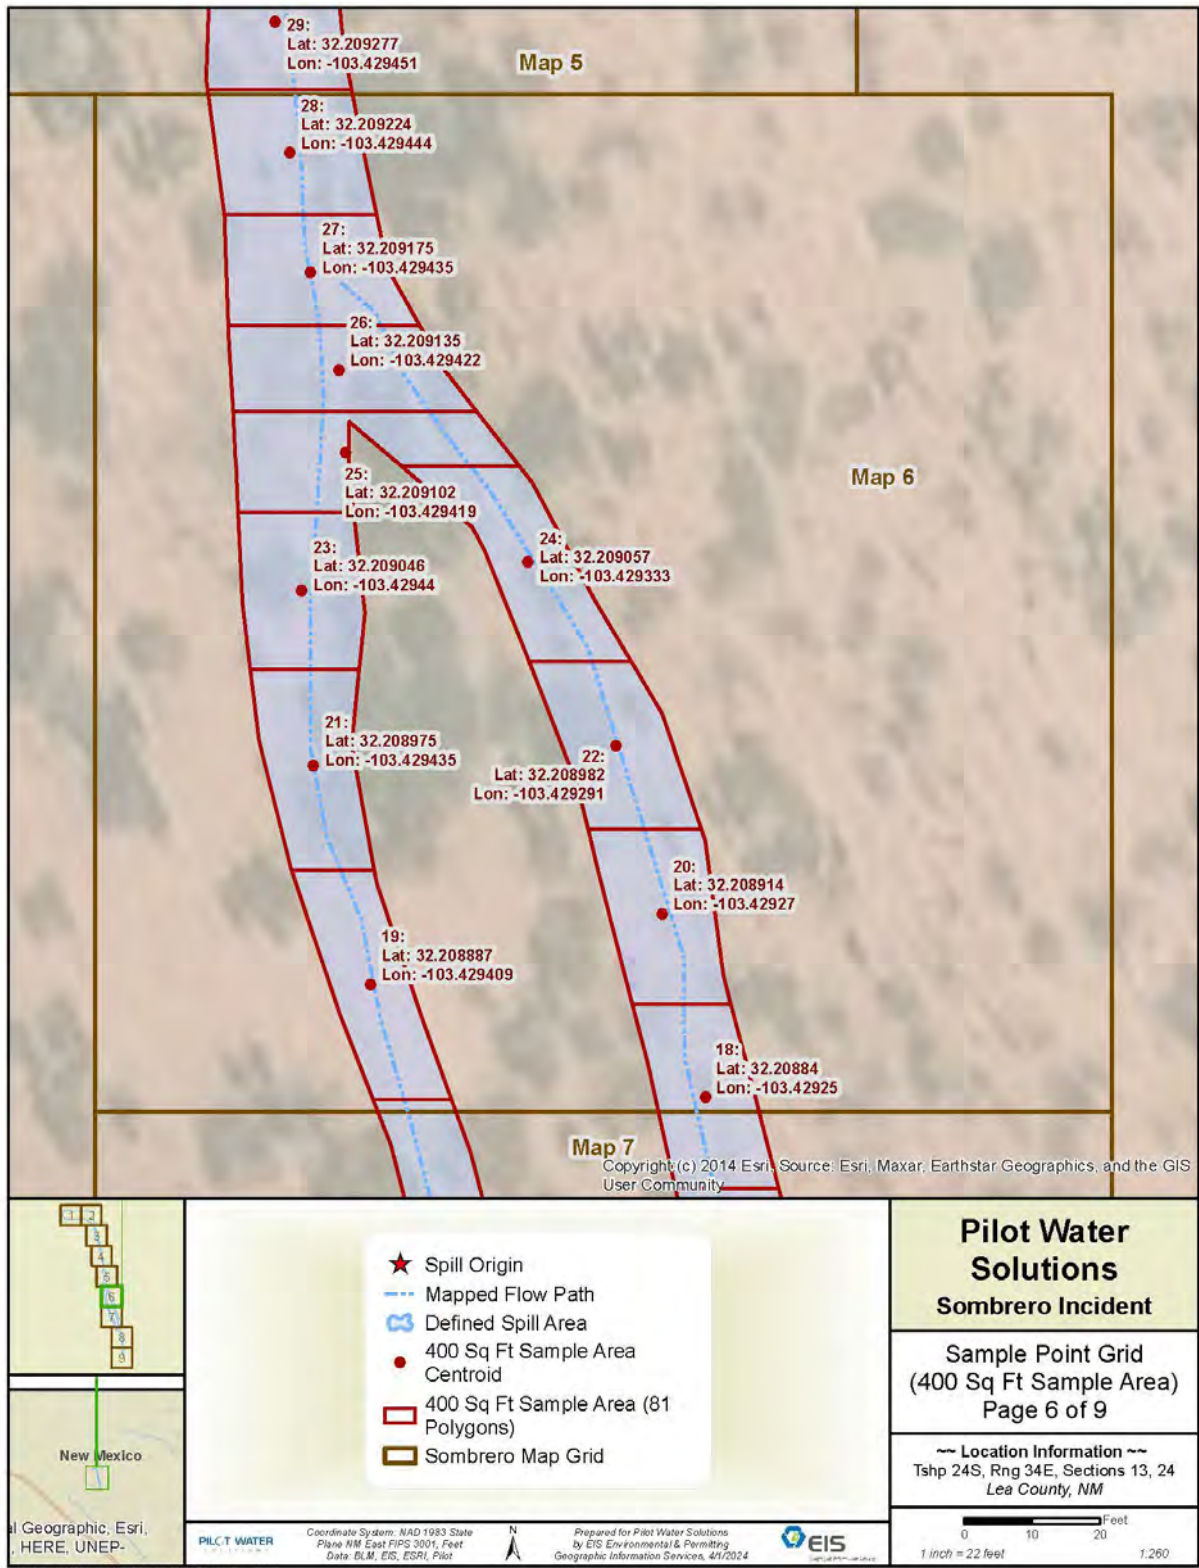 29:
Lat: 32.209277
Lon: -103.429451
Map 5
28:
Lat: 32.209224
Lon: -103.429444
27:
Lat: 32.209175
Lon: -103.429435
26:
Lat: 32.209135
Lon: -103.429422
Map 6
25:
Lat: 32.209102
Lon: -103.429419
24:
Lat: 32.209057
Lon: -103.429333
23:
Lat: 32.209046
Lon: -103.42944
21:
Lat: 32.208975
Lon: -103.429435
22:
Lat: 32.208982
Lon: -103.429291
20:
Lat: 32.208914
Lon: -103.42927
19:
Lat: 32.208887
Lon: -103.429409
18:
Lat: 32.20884
Lon: -103.42925
Map 7
Copyright:(c) 2014 Esri, Source: Esri, Maxar, Earthstar Geographics, and the GIS
User Community
1 2
3
4
5
6
7
8
9
New Mexico
al Geographic, Esri,
, HERE, UNEP-
Spill Origin
Mapped Flow Path
Defined Spill Area
400 Sq Ft Sample Area
Centroid
400 Sq Ft Sample Area (81
Polygons)
Sombrero Map Grid
PILOT WATER
Coordinate System: NAD 1983 State
Plane NM East FIPS 3001, Feet
Data: BLM, EIS, ESRI, Pilot
N
Prepared for Pilot Water Solutions
by EIS Environmental & Permitting
Geographic Information Services, 4/1/2024
EIS
Pilot Water
Solutions
Sombrero Incident
Sample Point Grid
(400 Sq Ft Sample Area)
Page 6 of 9
~~ Location Information ~~
Tshp 24S, Rng 34E, Sections 13, 24
Lea County, NM
Feet
0 10 20
1 inch = 22 feet
1:260